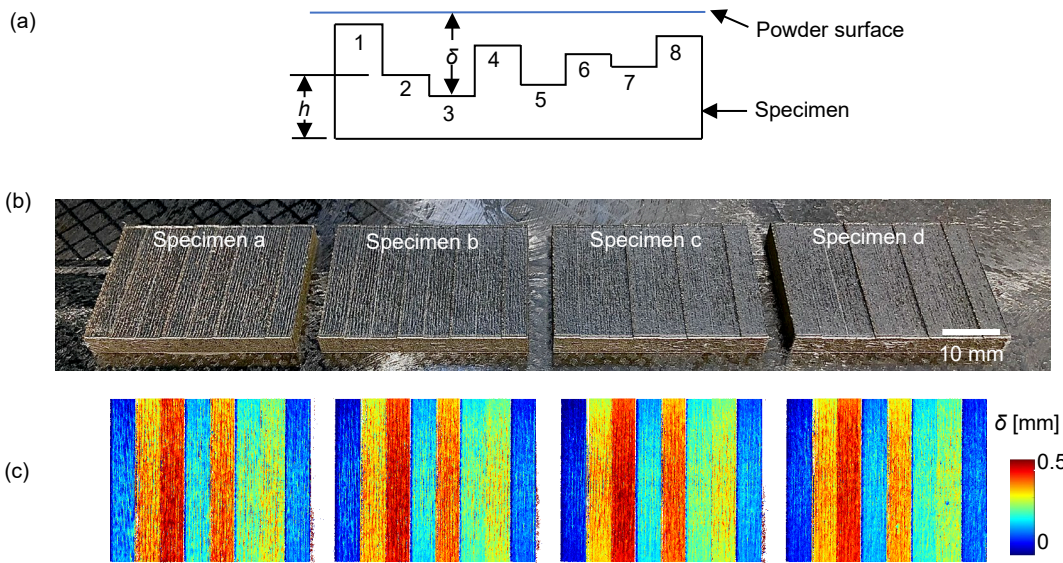 (a)
Powder surface
1
2
3
4
5
6
7
8
δ
h
Specimen
(b)
Specimen a
Specimen b
Specimen c
Specimen d
10 mm
(c)
δ [mm]
0.5
0